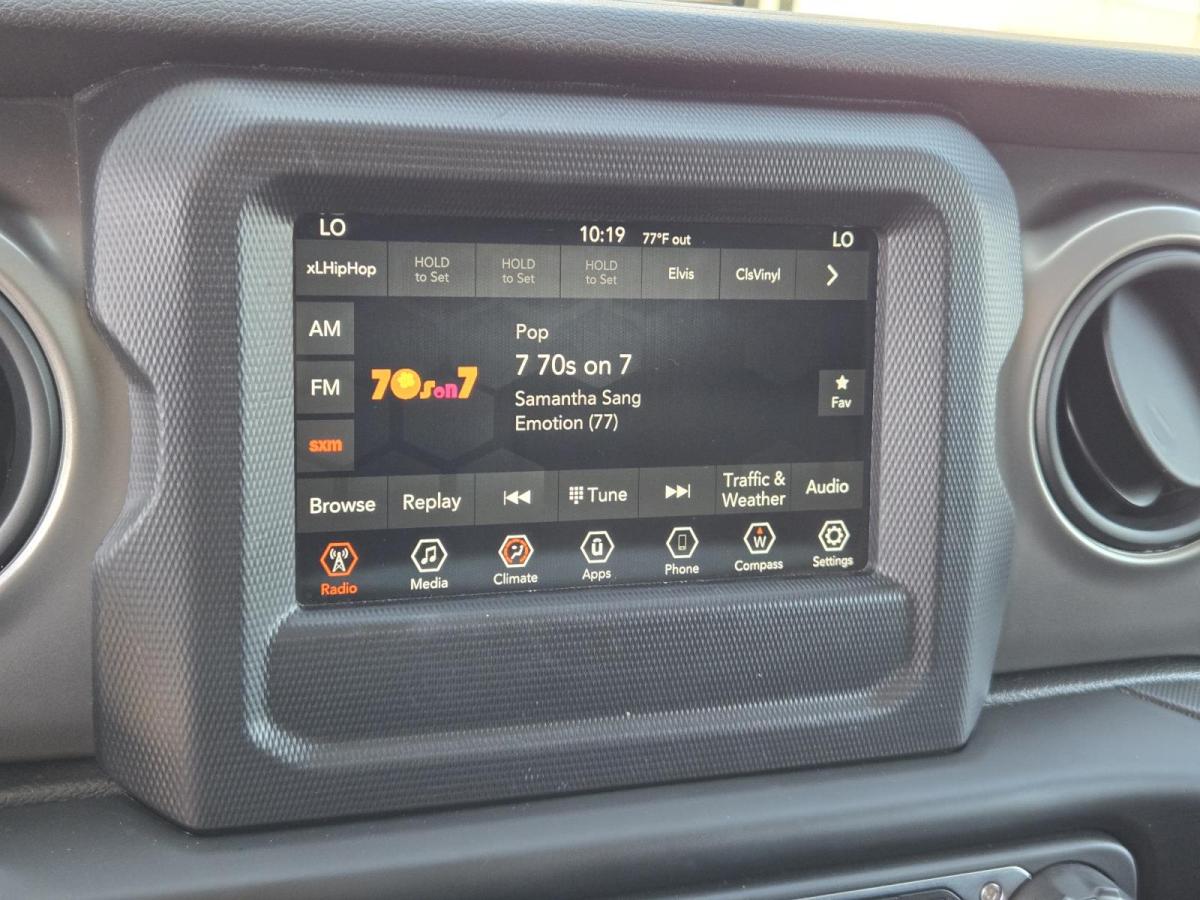 LO 10:19 77°F out LO
xLHipHop
HOLD
to Set
HOLD
to Set
HOLD
to Set
Elvis
ClsVinyl
AM
FM
sxm
70s on 7
Pop
7 70s on 7
Samantha Sang
Emotion (77)
Fav
Browse
Replay
Tune
Traffic &
Weather
Audio
Radio
Media
Climate
ū
Apps
Phone
W
Compass
Settings